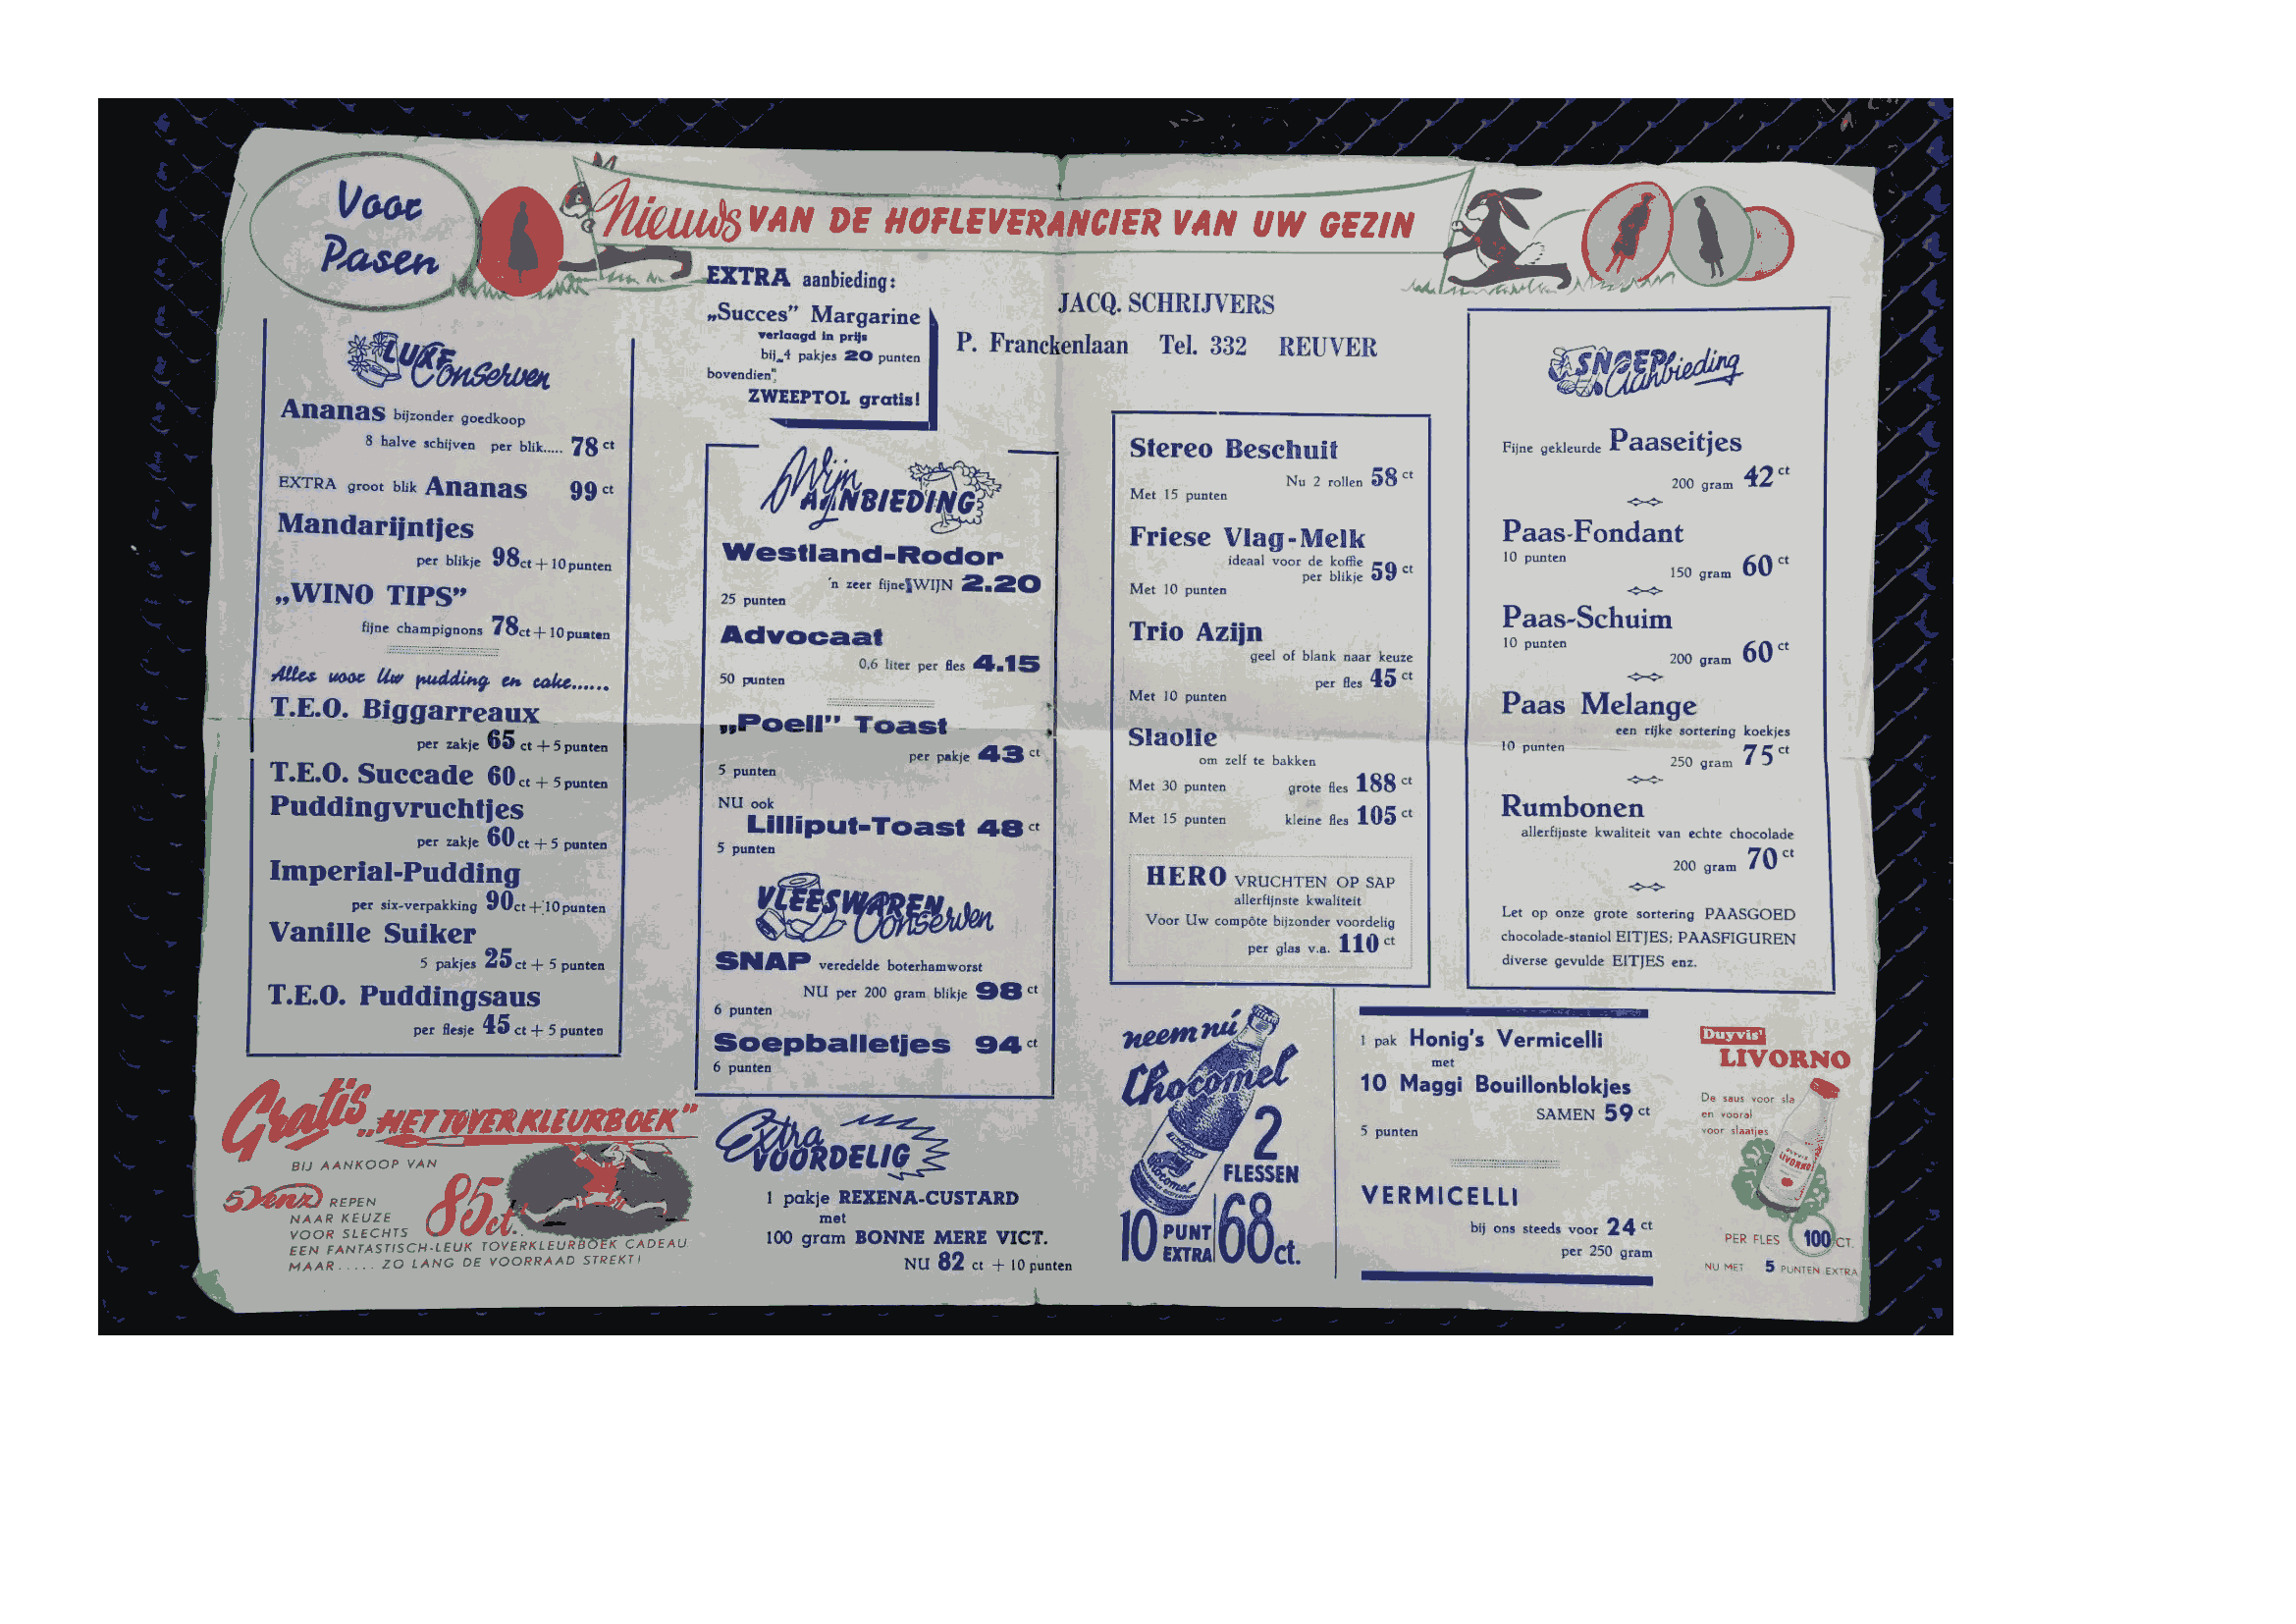 Voor
Pasen
Nieuws VAN DE HOFLEVERANCIER VAN UW GEZIN
JACQ. SCHRIJVERS
P. Franckenlaan Tel. 332 REUVER
LUXE
Conserven
Ananas bijzonder goedkoop
8 halve schijven per blik..... 78 ct
EXTRA groot blik Ananas 99 ct
Mandarijntjes
per blikje 98 ct + 10 punten
„WINO TIPS”
fijne champignons 78 ct + 10 punten
Alles voor Uw pudding en cake......
T.E.O. Biggarreaux
per zakje 65 ct + 5 punten
T.E.O. Succade 60 ct + 5 punten
Puddingvruchtjes
per zakje 60 ct + 5 punten
Imperial-Pudding
per six-verpakking 90 ct + 10 punten
Vanille Suiker
5 pakjes 25 ct + 5 punten
T.E.O. Puddingsaus
per flesje 45 ct + 5 punten
Gratis „HET TOVERKLEURBOEK”
BIJ AANKOOP VAN
5 Venz REPEN
NAAR KEUZE
VOOR SLECHTS
85 ct.
EEN FANTASTISCH-LEUK TOVERKLEURBOEK CADEAU
MAAR..... ZO LANG DE VOORRAAD STREKT!
EXTRA aanbieding:
„Succes” Margarine
verlaagd in prijs
bij 4 pakjes 20 punten
bovendien
ZWEEPTOL gratis!
Wijn
AANBIEDING
Westland-Rodor
'n zeer fijne WIJN 2.20
25 punten
Advocaat
0,6 liter per fles 4.15
50 punten
„Poell” Toast
per pakje 43 ct
5 punten
NU ook
Lilliput-Toast 48 ct
5 punten
VLEESWAREN
Conserven
SNAP veredelde boterhamworst
NU per 200 gram blikje 98 ct
6 punten
Soepballetjes 94 ct
6 punten
Extra
VOORDELIG
1 pakje REXENA-CUSTARD
met
100 gram BONNE MERE VICT.
NU 82 ct + 10 punten
Stereo Beschuit
Nu 2 rollen 58 ct
Met 15 punten
Friese Vlag-Melk
ideaal voor de koffie
per blikje 59 ct
Met 10 punten
Trio Azijn
geel of blank naar keuze
per fles 45 ct
Met 10 punten
Slaolie
om zelf te bakken
Met 30 punten grote fles 188 ct
Met 15 punten kleine fles 105 ct
HERO VRUCHTEN OP SAP
allerfijnste kwaliteit
Voor Uw compôte bijzonder voordelig
per glas v.a. 110 ct
neem nú
Chocomel
2
FLESSEN
10 PUNT EXTRA 68 ct.
1 pak Honig's Vermicelli
met
10 Maggi Bouillonblokjes
SAMEN 59 ct
5 punten
VERMICELLI
bij ons steeds voor 24 ct
per 250 gram
SNOEP
Aanbieding
Fijne gekleurde Paaseitjes
200 gram 42 ct
Paas-Fondant
10 punten
150 gram 60 ct
Paas-Schuim
10 punten
200 gram 60 ct
Paas Melange
een rijke sortering koekjes
10 punten
250 gram 75 ct
Rumbonen
allerfijnste kwaliteit van echte chocolade
200 gram 70 ct
Let op onze grote sortering PAASGOED
chocolade-staniol EITJES; PAASFIGUREN
diverse gevulde EITJES enz.
Duyvis'
LIVORNO
De saus voor sla
en vooral
voor slaatjes
LIVORNO
PER FLES 100 CT.
NU MET 5 PUNTEN EXTRA